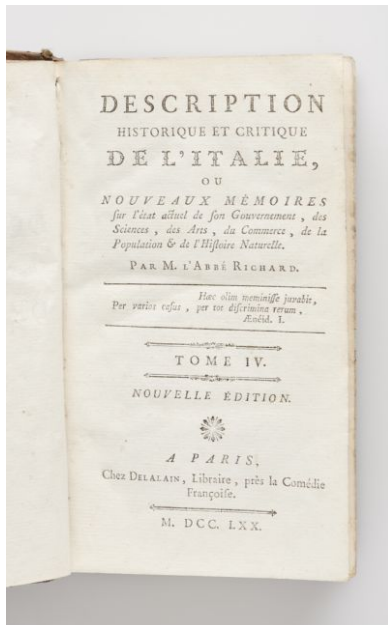 DESCRIPTION
HISTORIQUE ET CRITIQUE
DE L'ITALIE,
OU
NOUVEAUX MÉMOIRES
ſur l'état actuel de ſon Gouvernement, des
Sciences, des Arts, du Commerce, de la
Population & de l'Hiſtoire Naturelle.
PAR M. L'ABBÉ RICHARD.
Hæc olim meminiſſe juvabit,
Per varios caſus, per tot diſcrimina rerum.
Æneid. I.
TOME IV.
NOUVELLE ÉDITION.
A PARIS,
Chez DELALAIN, Libraire, près la Comédie
Françoiſe.
M. DCC. LXX.